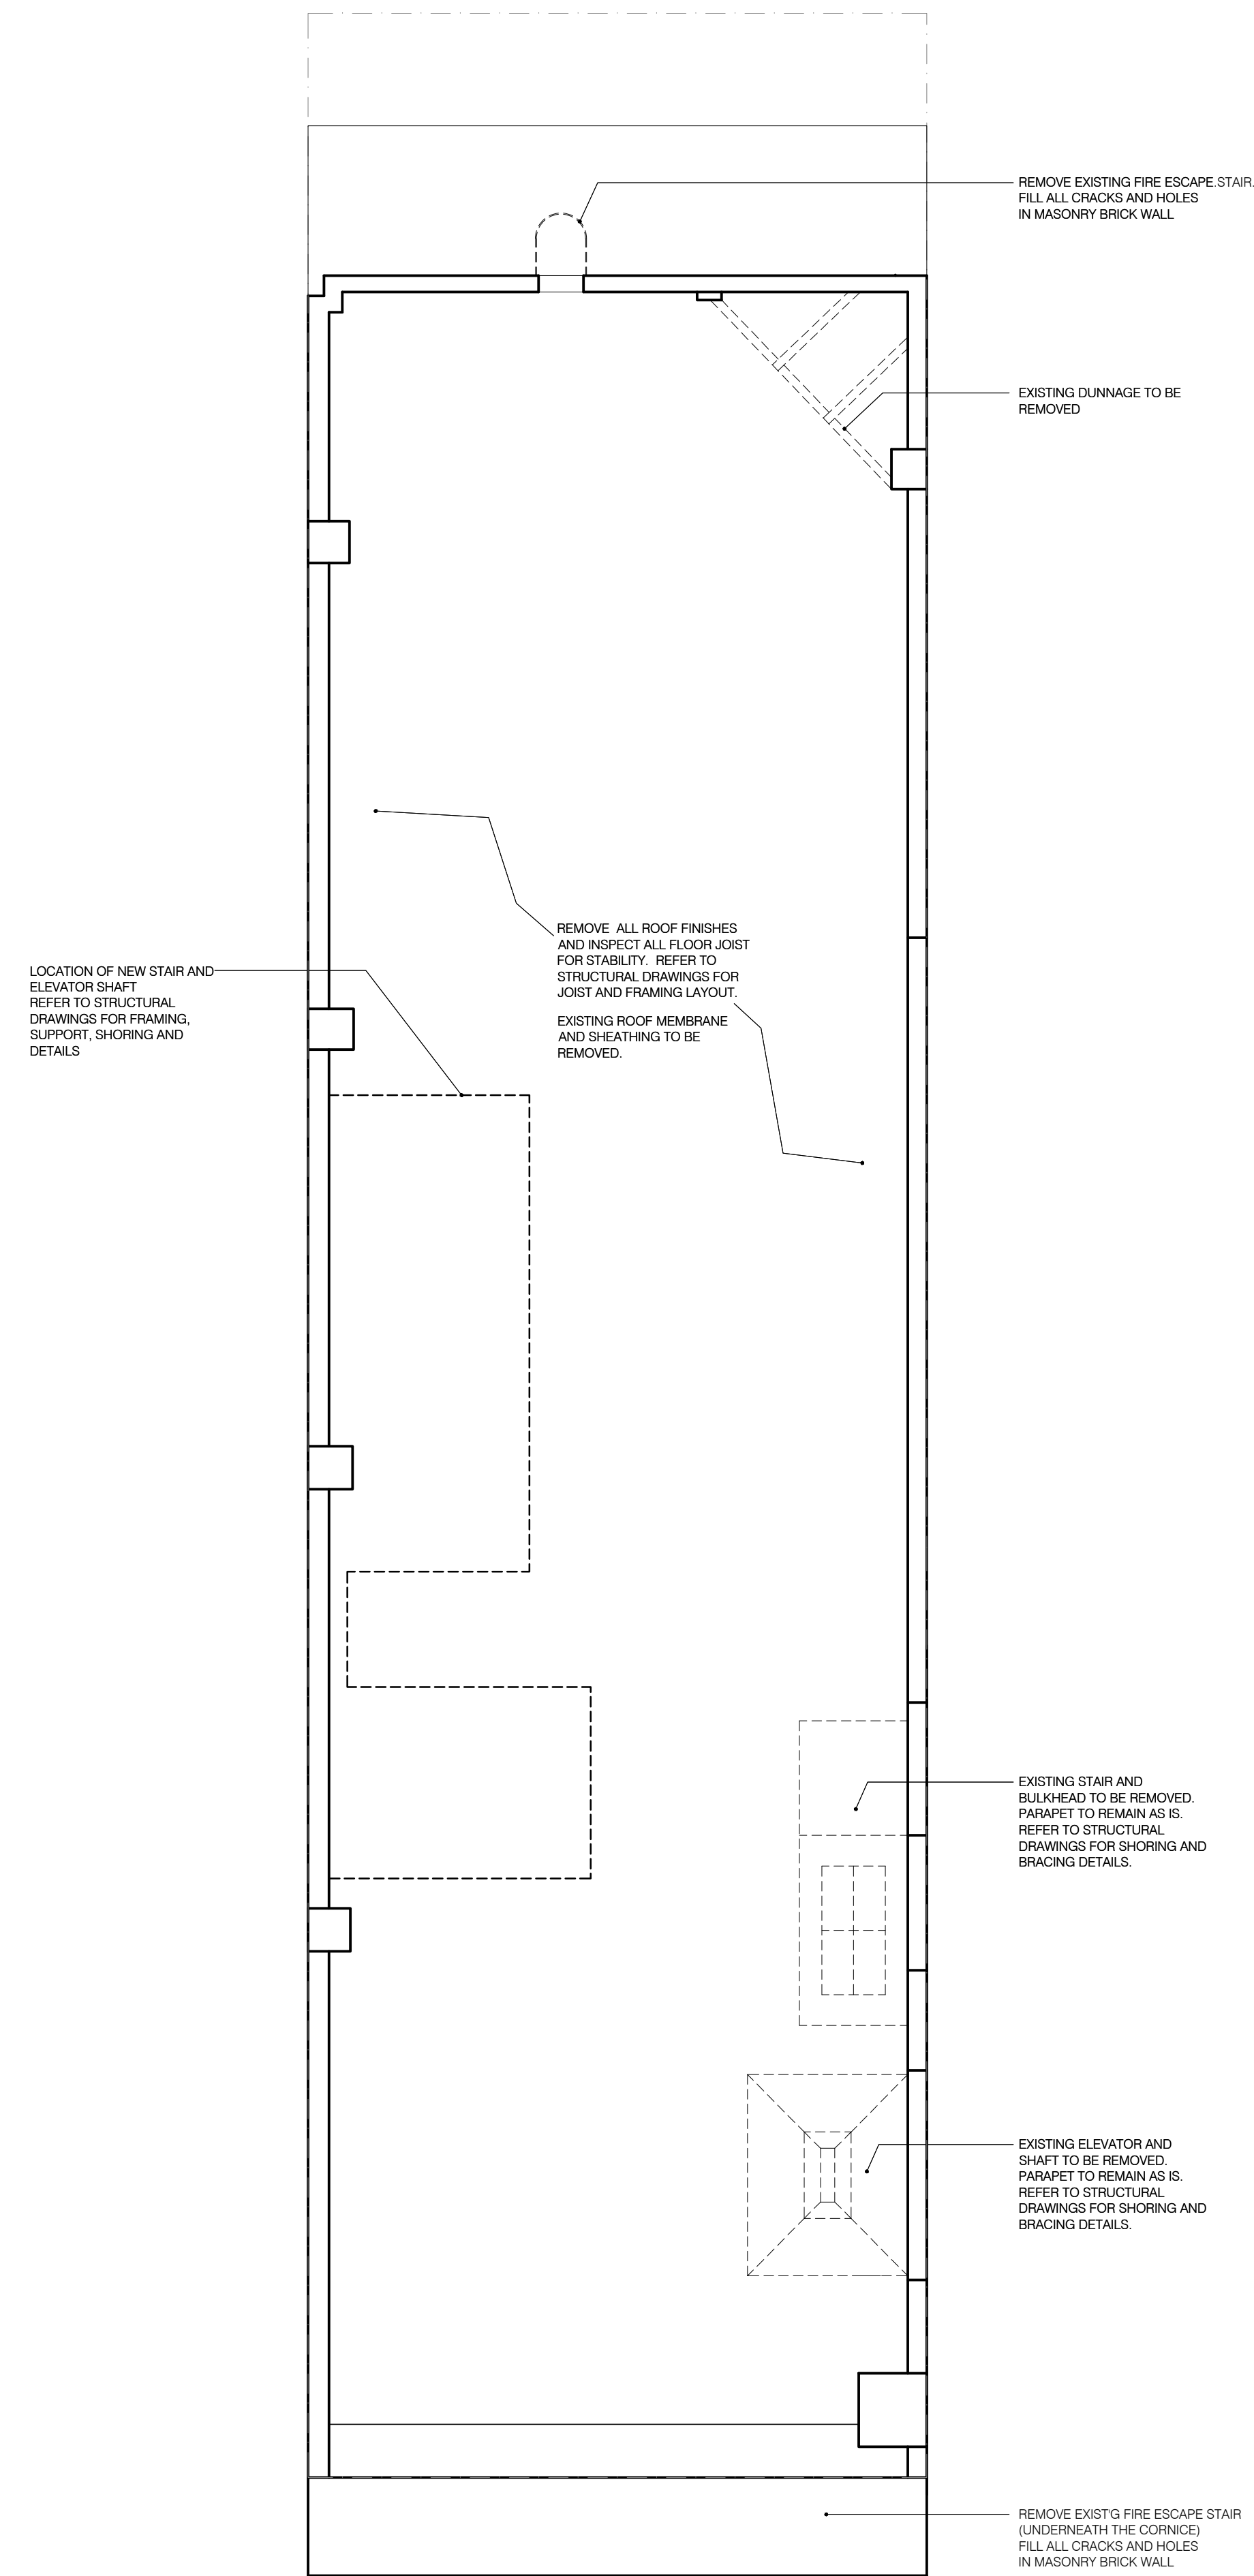 REMOVE EXISTING FIRE ESCAPE.STAIR.
FILL ALL CRACKS AND HOLES
IN MASONRY BRICK WALL
EXISTING DUNNAGE TO BE
REMOVED
REMOVE ALL ROOF FINISHES
AND INSPECT ALL FLOOR JOIST
FOR STABILITY. REFER TO
STRUCTURAL DRAWINGS FOR
JOIST AND FRAMING LAYOUT.
EXISTING ROOF MEMBRANE
AND SHEATHING TO BE
REMOVED.
LOCATION OF NEW STAIR AND
ELEVATOR SHAFT
REFER TO STRUCTURAL
DRAWINGS FOR FRAMING,
SUPPORT, SHORING AND
DETAILS
EXISTING STAIR AND
BULKHEAD TO BE REMOVED.
PARAPET TO REMAIN AS IS.
REFER TO STRUCTURAL
DRAWINGS FOR SHORING AND
BRACING DETAILS.
EXISTING ELEVATOR AND
SHAFT TO BE REMOVED.
PARAPET TO REMAIN AS IS.
REFER TO STRUCTURAL
DRAWINGS FOR SHORING AND
BRACING DETAILS.
REMOVE EXIST'G FIRE ESCAPE STAIR
(UNDERNEATH THE CORNICE)
FILL ALL CRACKS AND HOLES
IN MASONRY BRICK WALL